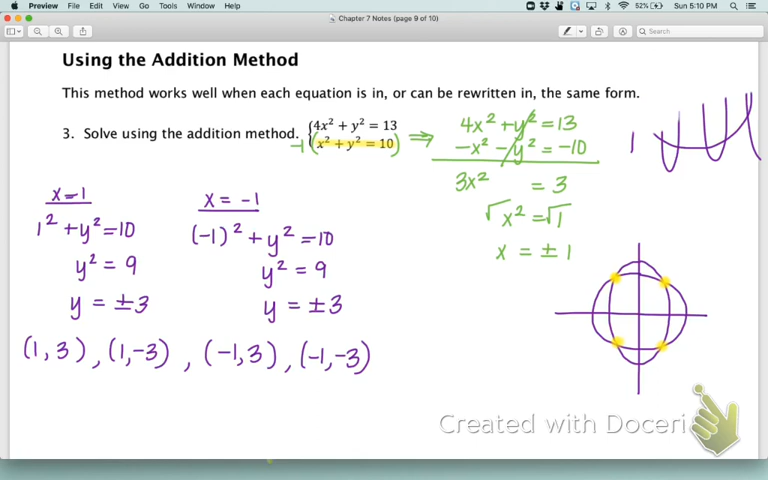 Preview File Edit View Go Tools Window Help 52% Sun 5:10 PM
Chapter 7 Notes (page 9 of 10)
Search
Using the Addition Method
This method works well when each equation is in, or can be rewritten in, the same form.
3. Solve using the addition method. {4x² + y² = 13
-1( x² + y² = 10 )
⇒ 4x² + y² = 13
-x² - y² = -10
3x² = 3
√x² = √1
x = ± 1
x=1
1² + y² = 10
y² = 9
y = ±3
x = -1
(-1)² + y² = 10
y² = 9
y = ±3
(1, 3), (1, -3), (-1, 3), (-1, -3)
Created with Doceri